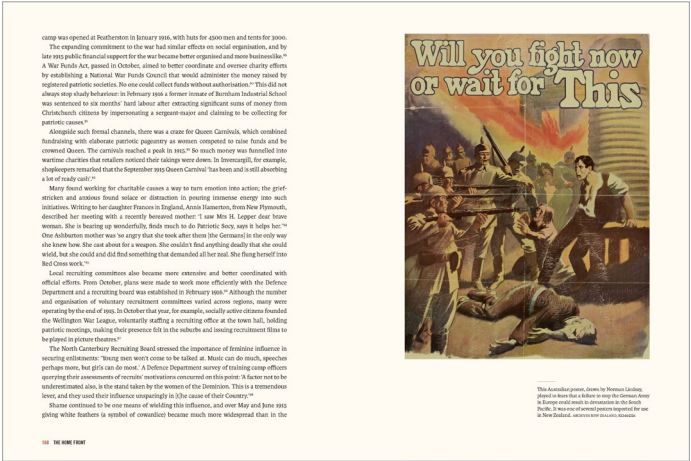 camp was opened at Featherston in January 1916, with huts for 4500 men and tents for 3000.
The expanding commitment to the war had similar effects on social organisation, and by
late 1915 public financial support for the war became better organised and more businesslike.
A War Funds Act, passed in October, aimed to better coordinate and oversee charity efforts
by establishing a National War Funds Council that would administer the money raised by
registered patriotic societies. No one could collect funds without authorisation. This did not
always stop shady behaviour: in February 1916 a former inmate of Burnham Industrial School
was sentenced to six months' hard labour after extracting significant sums of money from
Christchurch citizens by impersonating a sergeant-major and claiming to be collecting for
patriotic causes.
Alongside such formal channels, there was a craze for Queen Carnivals, which combined
fundraising with elaborate patriotic pageantry as women competed to raise funds and be
crowned Queen. The carnivals reached a peak in 1915. So much money was funnelled into
wartime charities that retailers noticed their takings were down. In Invercargill, for example,
shopkeepers remarked that the September 1915 Queen Carnival 'has been and is still absorbing
a lot of ready cash'.
Many found working for charitable causes a way to turn emotion into action; the grief-
stricken and anxious found solace or distraction in pouring immense energy into such
initiatives. Writing to her daughter Frances in England, Annis Hamerton, from New Plymouth,
described her meeting with a recently bereaved mother: 'I saw Mrs H. Lepper dear brave
woman. She is bearing up wonderfully, finds much to do Patriotic Socy, says it helps her.'
One Ashburton mother was 'so angry that she took after them [the Germans] in the only way
she knew how. She cast about for a weapon. She couldn't find anything deadly that she could
wield, but she could and did find something that demanded all her zeal. She flung herself into
Red Cross work.'
Local recruiting committees also became more extensive and better coordinated with
official efforts. From October, plans were made to work more efficiently with the Defence
Department and a recruiting board was established in February 1916. Although the number
and organisation of voluntary recruitment committees varied across regions, many were
operating by the end of 1915. In October that year, for example, socially active citizens founded
the Wellington War League, voluntarily staffing a recruiting office at the town hall, holding
patriotic meetings, making their presence felt in the suburbs and issuing recruitment films to
be played in picture theatres.
The North Canterbury Recruiting Board stressed the importance of feminine influence in
securing enlistments: 'Young men won't come to be talked at. Music can do much, speeches
perhaps more, but girls can do most.' A Defence Department survey of training camp officers
querying their assessments of recruits' motivations concurred on this point: 'A factor not to be
underestimated also, is the stand taken by the women of the Dominion. This is a tremendous
lever, and they used their influence unsparingly in the cause of their Country.'
Shame continued to be one means of wielding this influence, and over May and June 1915
giving white feathers (a symbol of cowardice) became much more widespread than in the
THE HOME FRONT
Will you fight now
or wait for This
This Australian poster, drawn by Norman Lindsay,
played to fears that a failure to stop the German Army
in Europe could result in devastation in the South
Pacific. It was one of several posters imported for use
in New Zealand. ARCHIVES NEW ZEALAND,